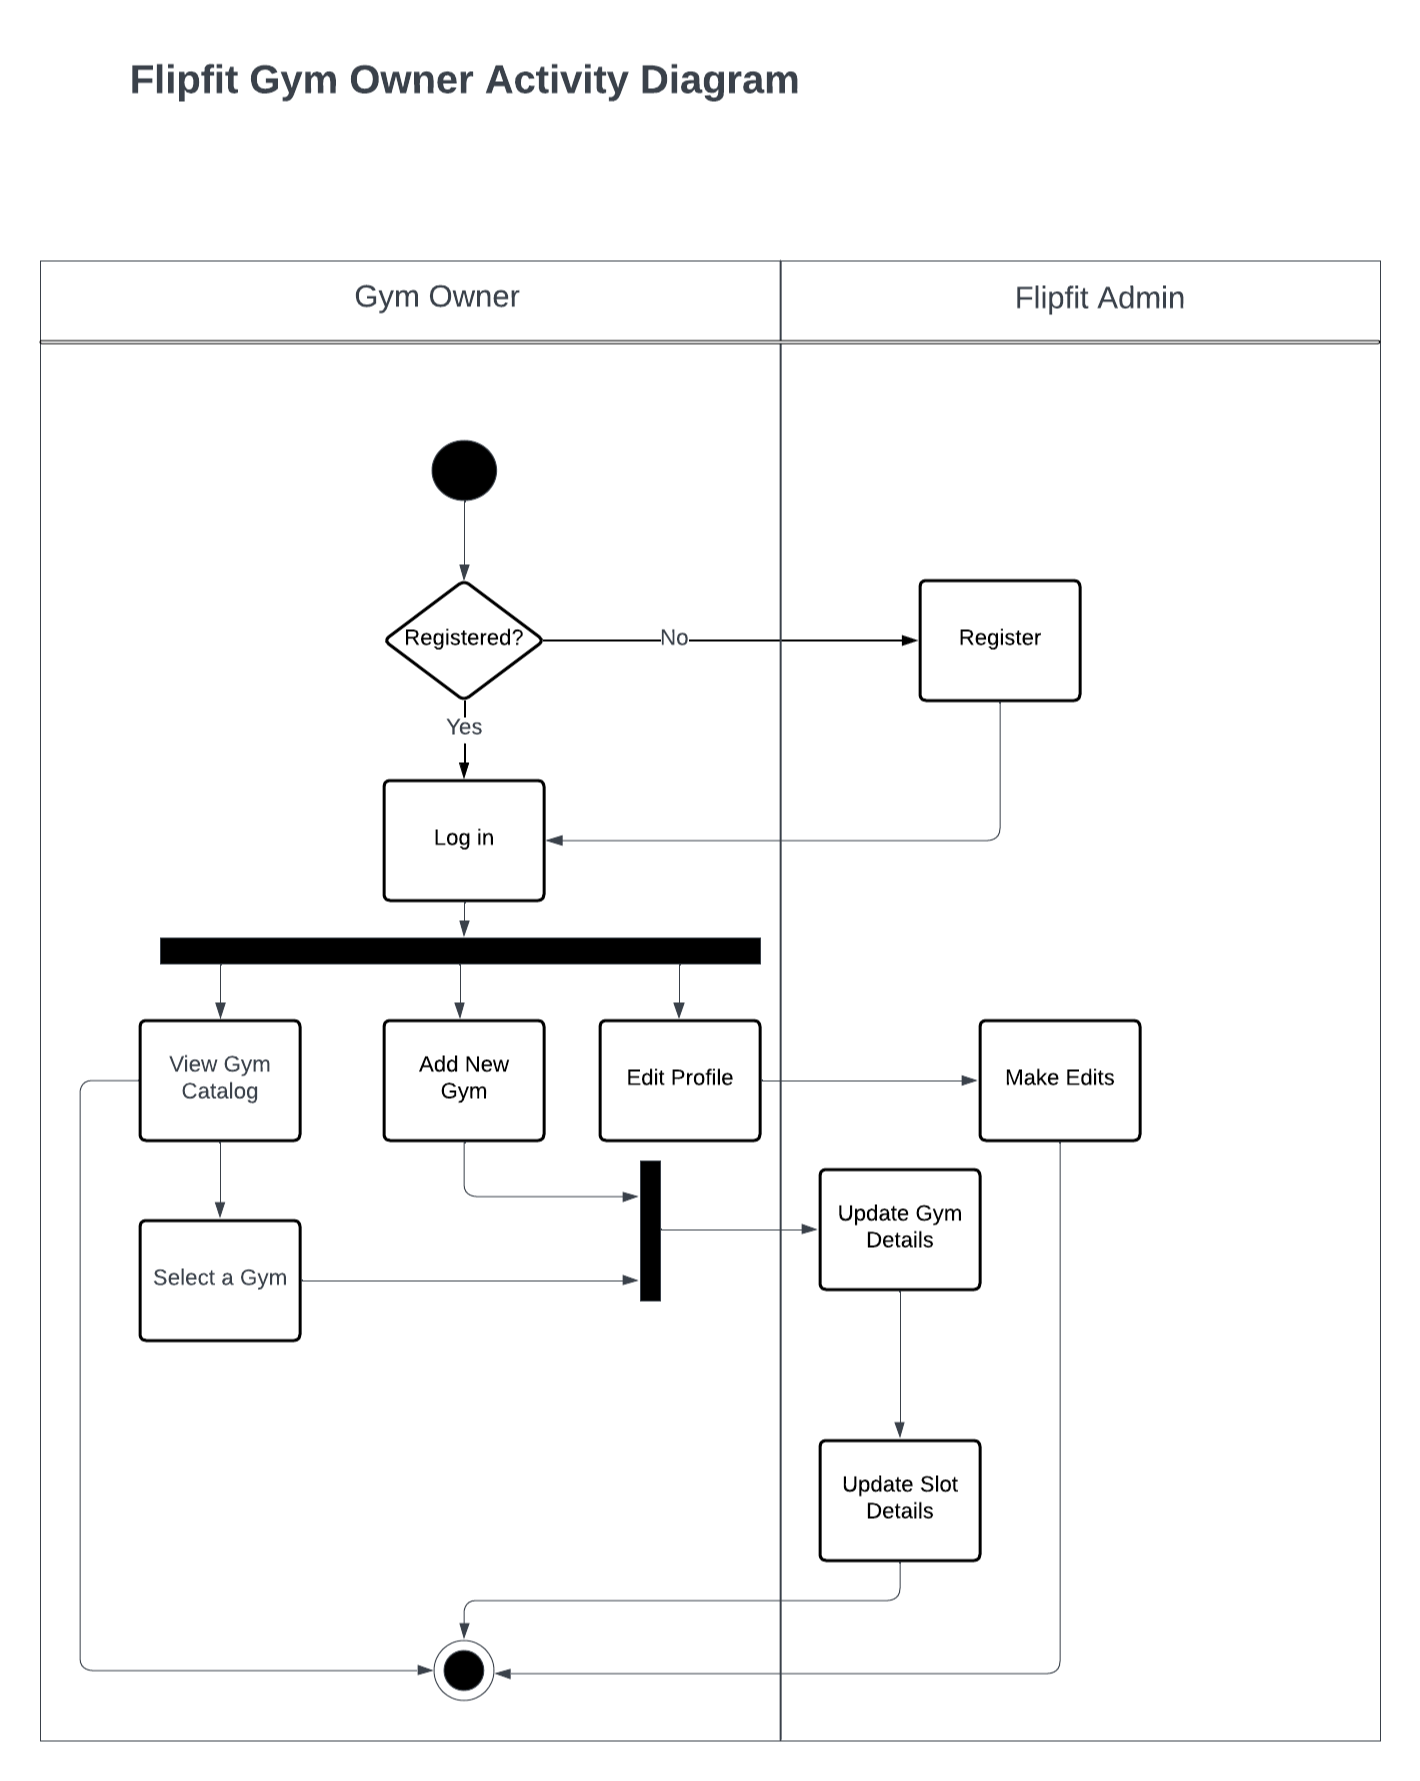 Flipfit Gym Owner Activity Diagram
Gym Owner
Flipfit Admin
Registered?
No
Register
Yes
Log in
View Gym
Catalog
Add New
Gym
Edit Profile
Make Edits
Update Gym
Details
Select a Gym
Update Slot
Details